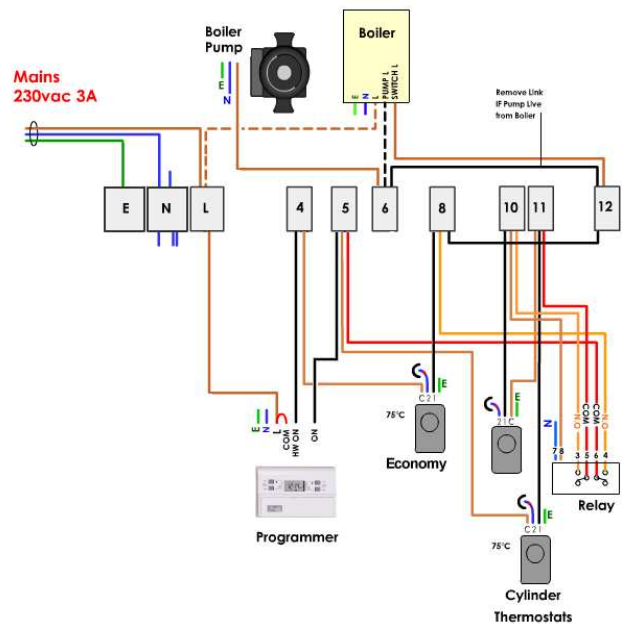 Boiler
Pump
Boiler
E
N
E
N
L
PUMP L
SWITCH L
Mains
230vac 3A
Remove Link
IF Pump Live
from Boiler
E
N
L
4
5
6
8
10
11
12
E
N
L
COM
HW ON
ON
75°C
C 2 1
E
Economy
2 1 C
E
N
7
8
N.O
3
COM
5
COM
6
N.O
4
Relay
Programmer
C 2 1
E
75°C
Cylinder
Thermostats